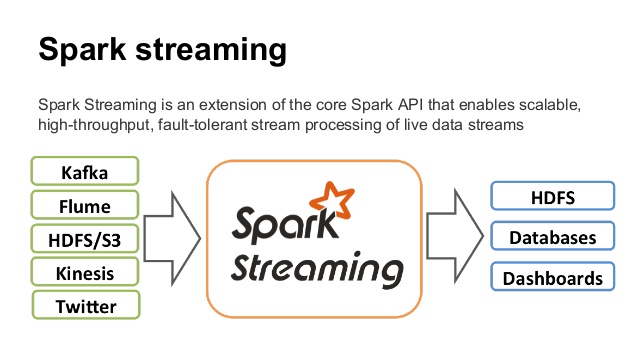 Spark streaming
Spark Streaming is an extension of the core Spark API that enables scalable,
high-throughput, fault-tolerant stream processing of live data streams
Kafka
Flume
HDFS/S3
Kinesis
Twitter
Spark
Streaming
HDFS
Databases
Dashboards